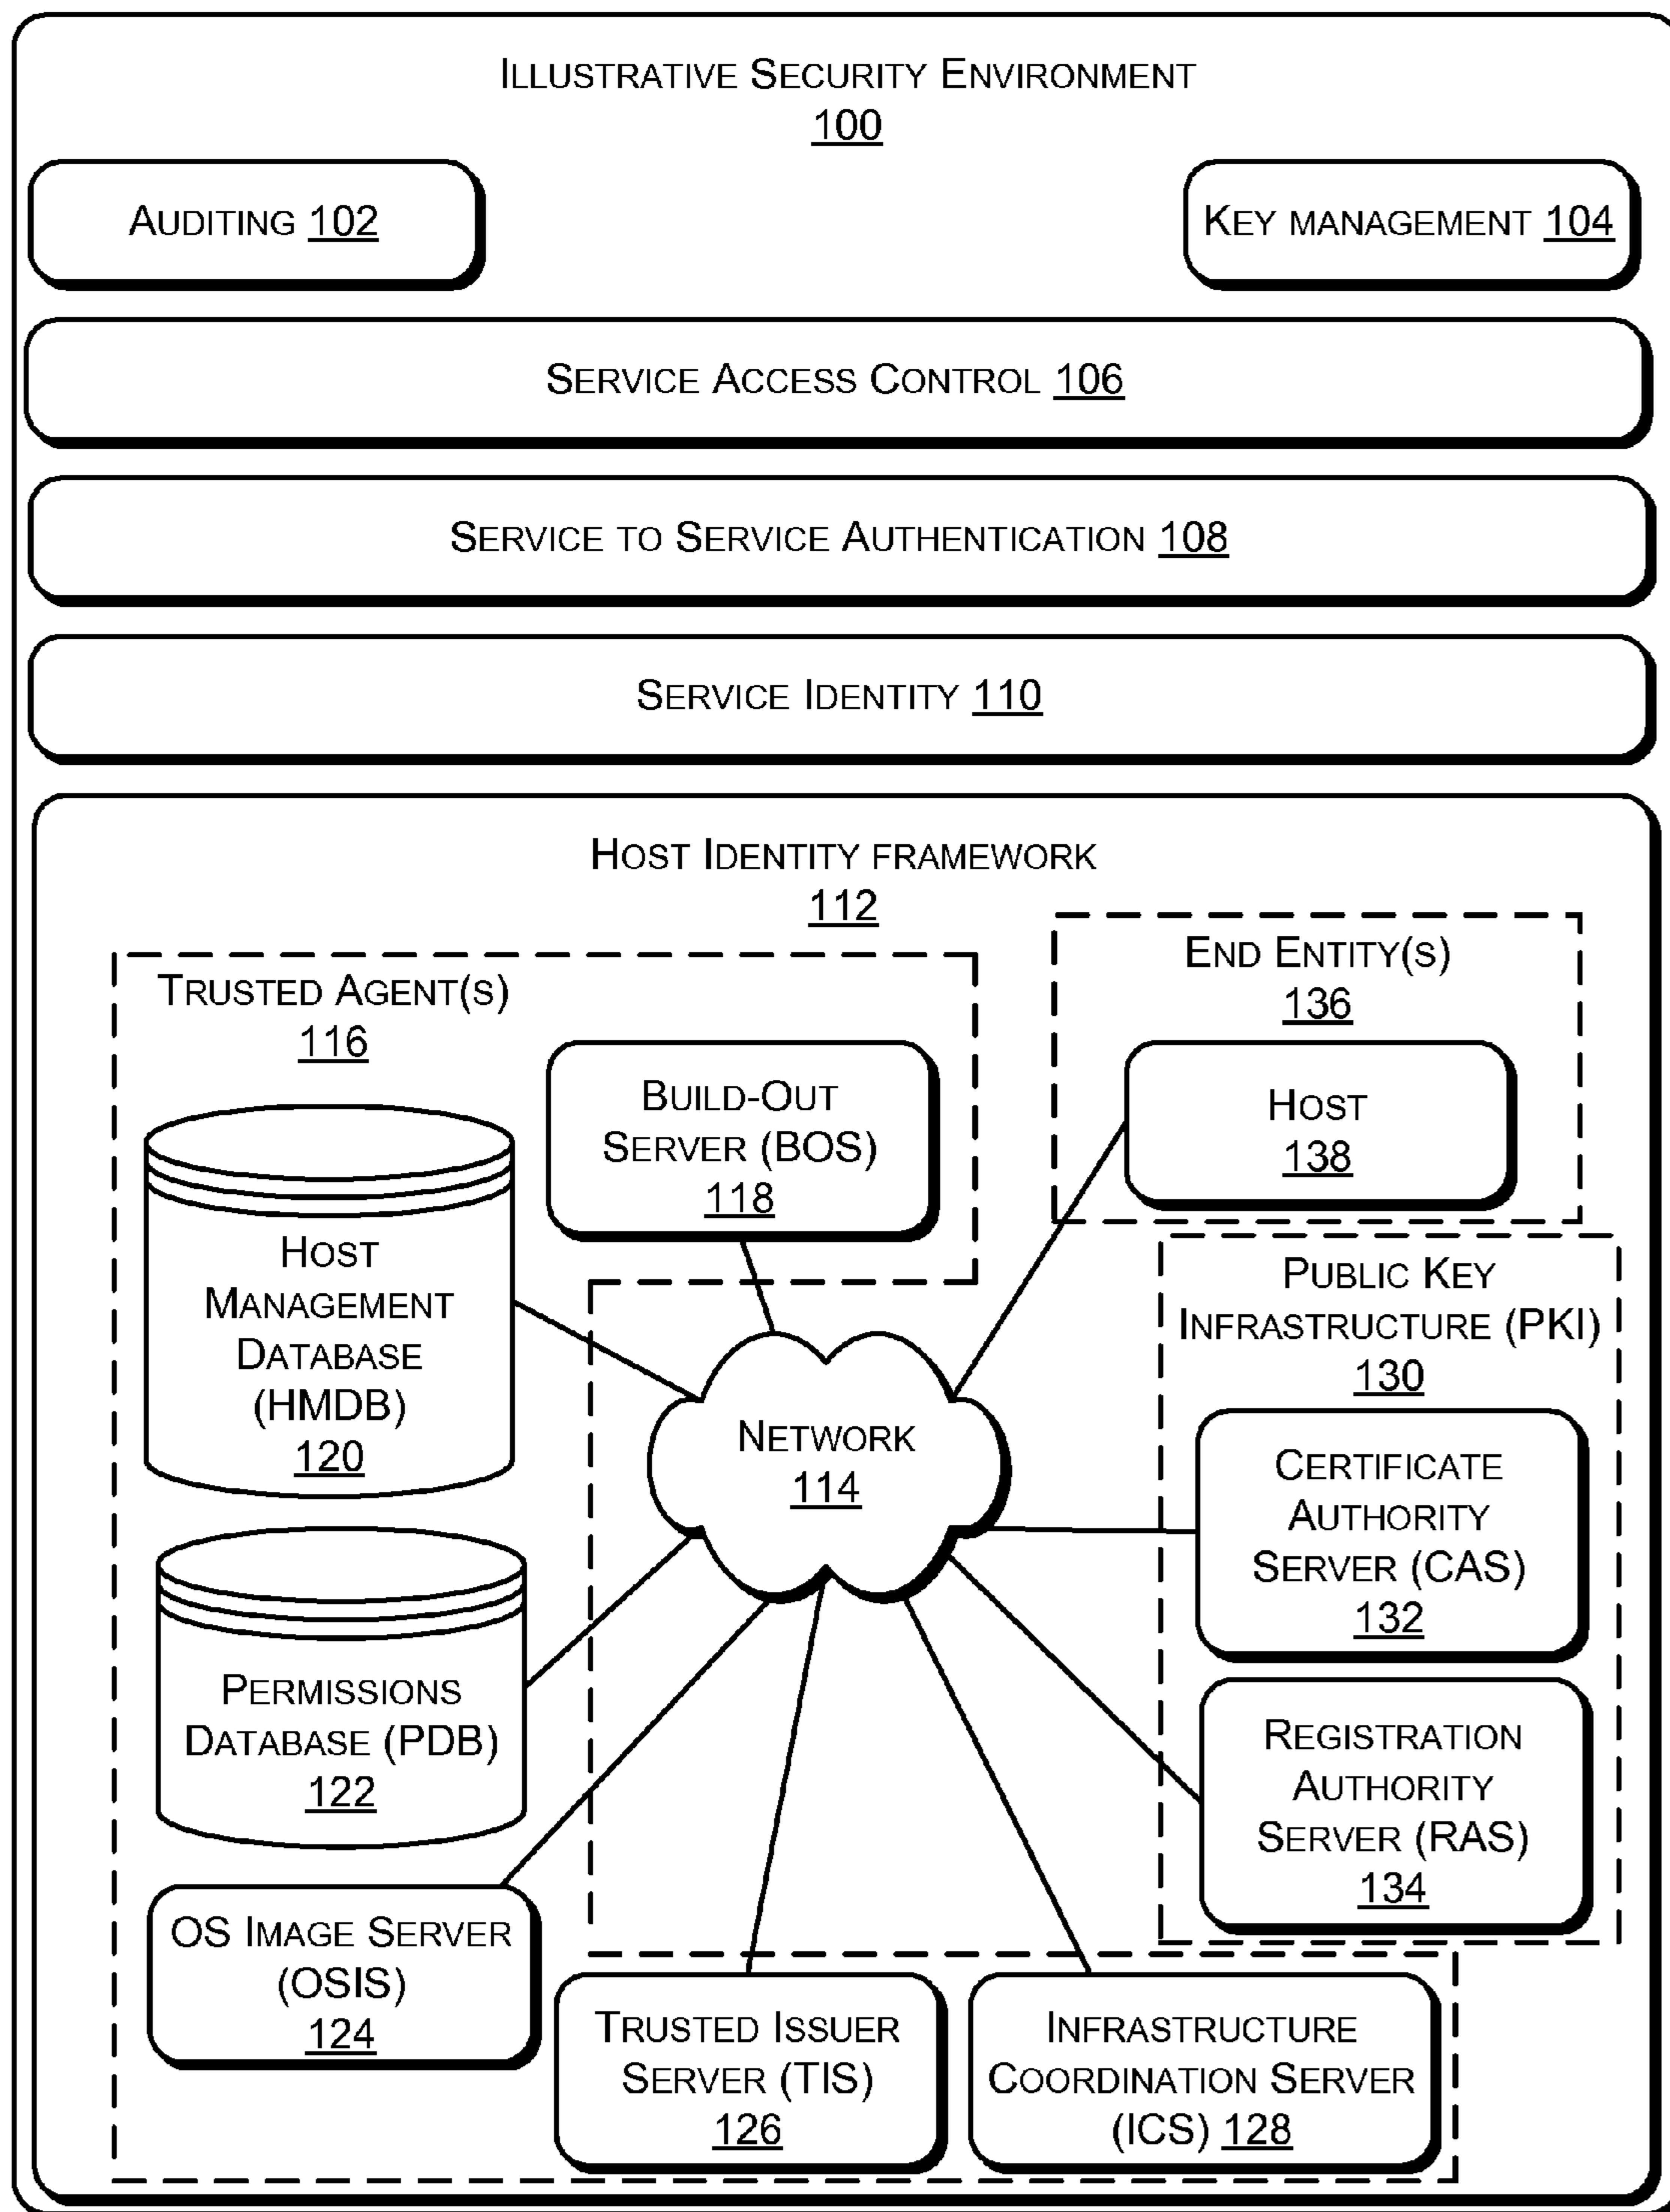 ILLUSTRATIVE SECURITY ENVIRONMENT
100
AUDITING 102
KEY MANAGEMENT 104
SERVICE ACCESS CONTROL 106
SERVICE TO SERVICE AUTHENTICATION 108
SERVICE IDENTITY 110
HOST IDENTITY FRAMEWORK
112
TRUSTED AGENT(S)
116
BUILD-OUT
SERVER (BOS)
118
END ENTITY(S)
136
HOST
138
HOST
MANAGEMENT
DATABASE
(HMDB)
120
NETWORK
114
PUBLIC KEY
INFRASTRUCTURE (PKI)
130
CERTIFICATE
AUTHORITY
SERVER (CAS)
132
PERMISSIONS
DATABASE (PDB)
122
REGISTRATION
AUTHORITY
SERVER (RAS)
134
OS IMAGE SERVER
(OSIS)
124
TRUSTED ISSUER
SERVER (TIS)
126
INFRASTRUCTURE
COORDINATION SERVER
(ICS) 128